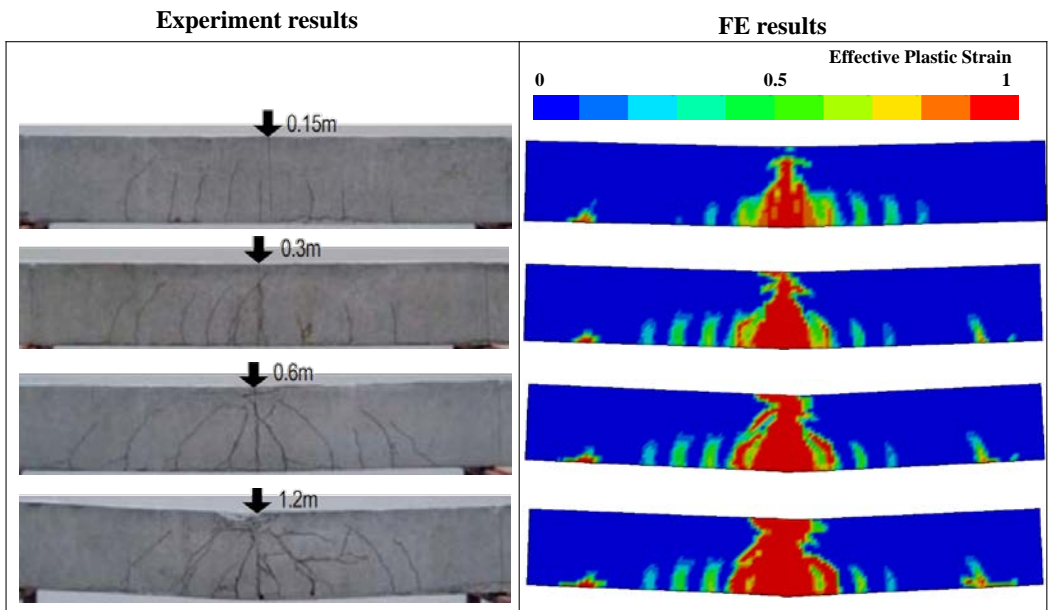 Experiment results
FE results
Effective Plastic Strain
0 0.5 1
0.15m
0.3m
0.6m
1.2m